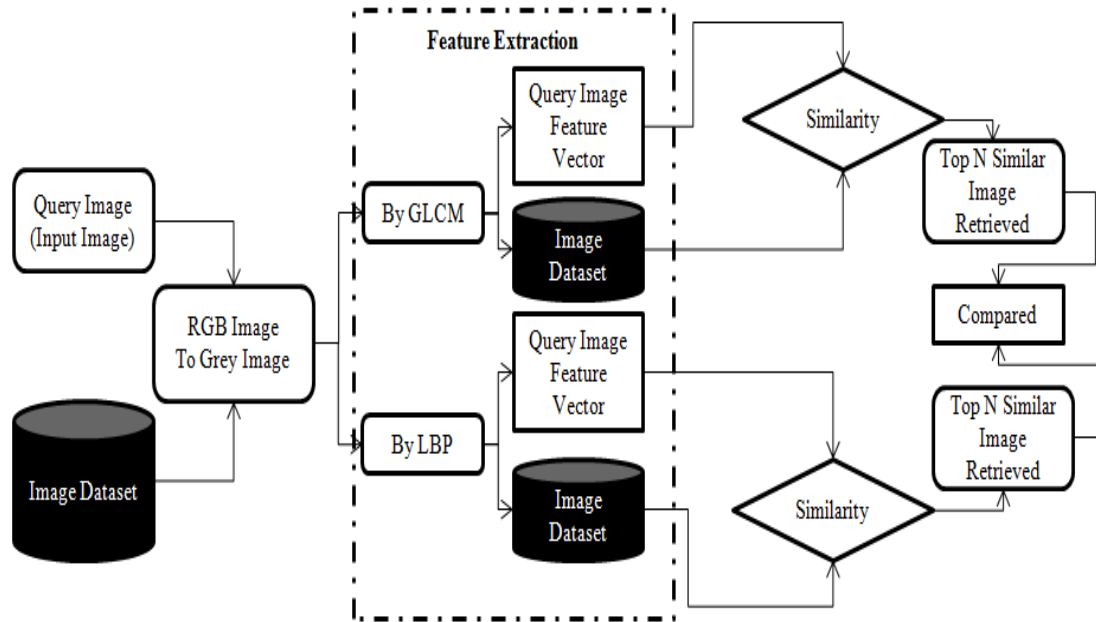 Feature Extraction
Query Image
(Input Image)
Image Dataset
RGB Image
To Grey Image
By GLCM
Query Image
Feature
Vector
Image
Dataset
Similarity
Top N Similar
Image
Retrieved
Compared
By LBP
Query Image
Feature
Vector
Image
Dataset
Similarity
Top N Similar
Image
Retrieved